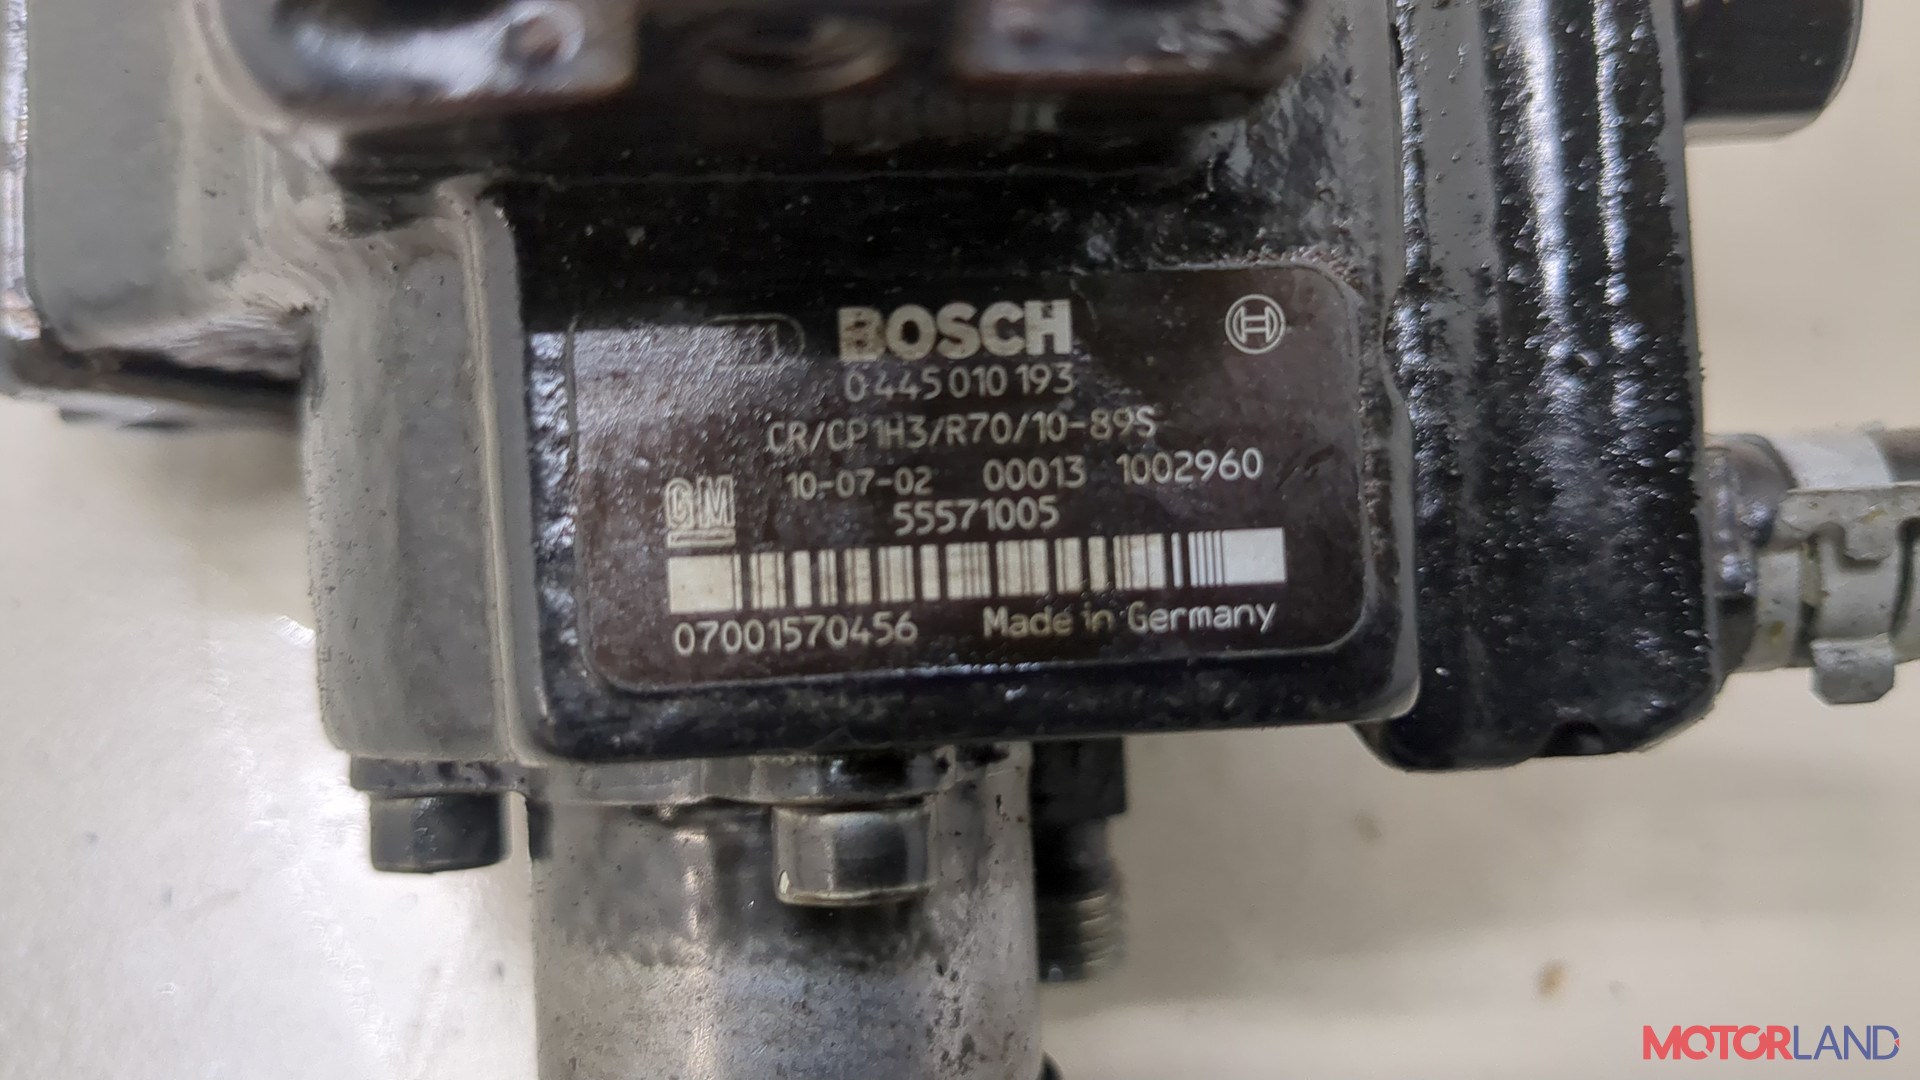 BOSCH
0 445 010 193
CR/CP1H3/R70/10-89S
GM 10-07-02 00013 1002960
55571005
07001570456 Made in Germany
MOTORLAND